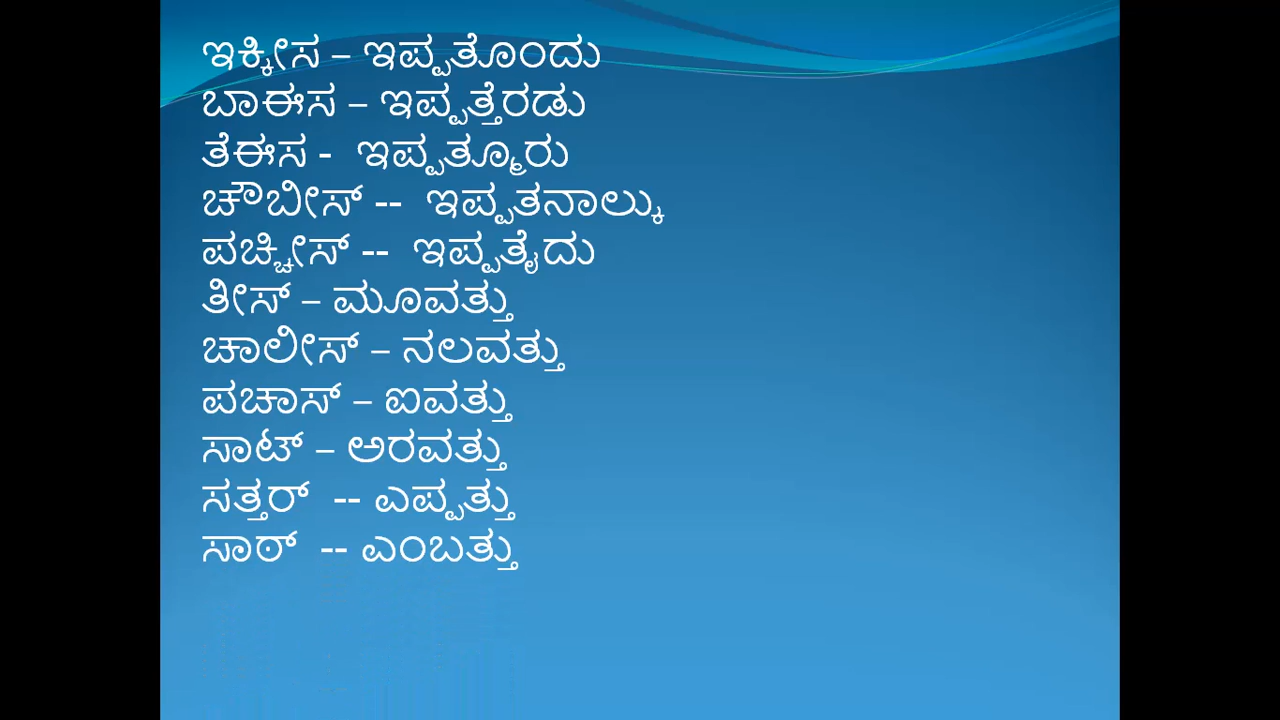 ಇಕ್ಕೀಸ – ಇಪ್ಪತೊಂದು
ಬಾಈಸ – ಇಪ್ಪತ್ತೆರಡು
ತೆಈಸ - ಇಪ್ಪತ್ಮೂರು
ಚೌಬೀಸ್ -- ಇಪ್ಪತನಾಲ್ಕು
ಪಚ್ಚೀಸ್ -- ಇಪ್ಪತೈದು
ತೀಸ್ – ಮೂವತ್ತು
ಚಾಲೀಸ್ – ನಲವತ್ತು
ಪಚಾಸ್ – ಐವತ್ತು
ಸಾಟ್ – ಅರವತ್ತು
ಸತ್ತರ್ -- ಎಪ್ಪತ್ತು
ಸಾಠ್ -- ಎಂಬತ್ತು